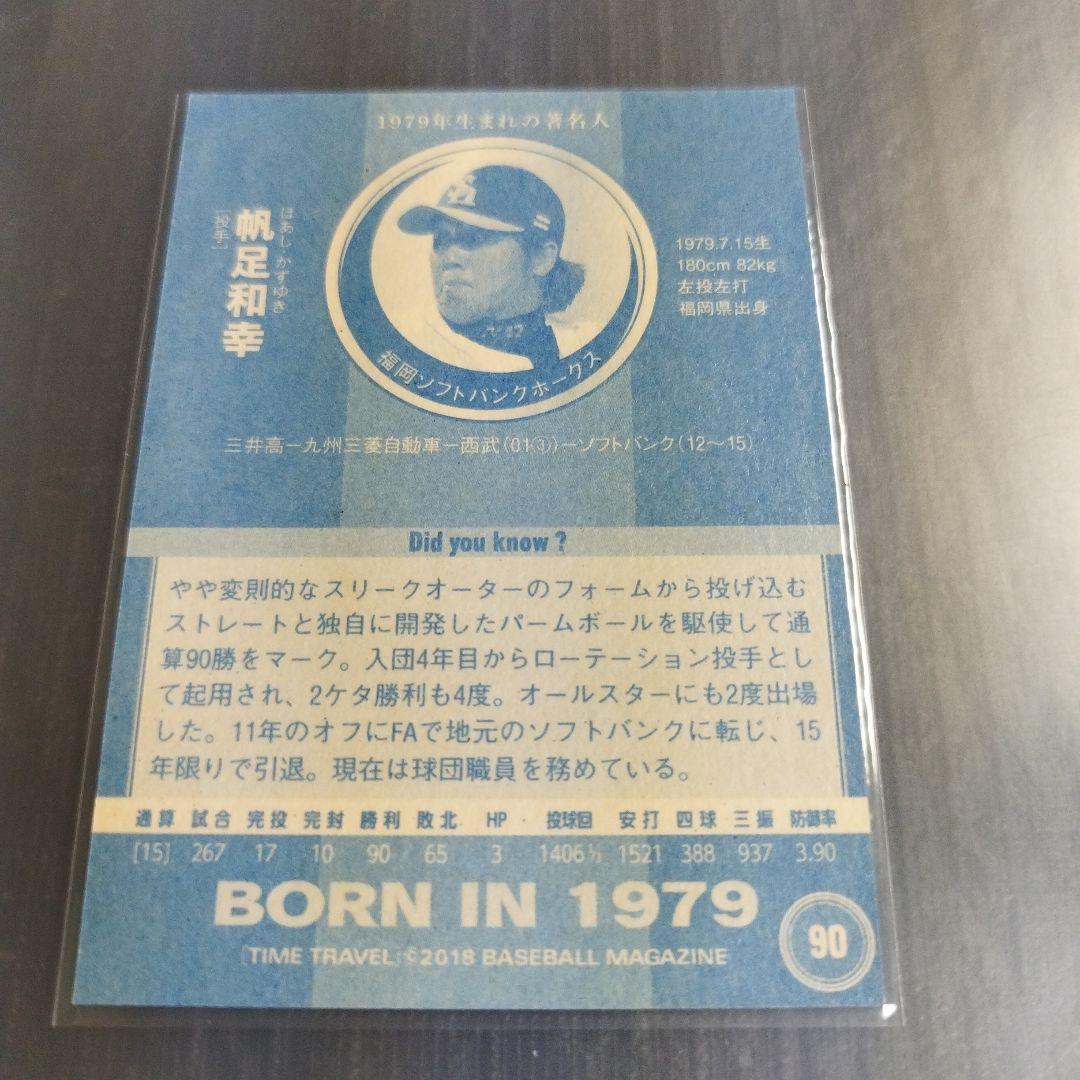 1979年生まれの著名人
ほあし かずゆき
帆足和幸
[投手]
1979.7.15生
180cm 82kg
左投左打
福岡県出身
福岡ソフトバンクホークス
三井高ー九州三菱自動車ー西武(01③)ーソフトバンク(12〜15)
Did you know ?
やや変則的なスリークオーターのフォームから投げ込む
ストレートと独自に開発したパームボールを駆使して通
算90勝をマーク。入団4年目からローテーション投手とし
て起用され、2ケタ勝利も4度。オールスターにも2度出場
した。11年のオフにFAで地元のソフトバンクに転じ、15
年限りで引退。現在は球団職員を務めている。
通算 試合 完投 完封 勝利 敗北 HP 投球回 安打 四球 三振 防御率
[15] 267 17 10 90 65 3 1406⅓ 1521 388 937 3.90
BORN IN 1979
「TIME TRAVEL」©2018 BASEBALL MAGAZINE
90